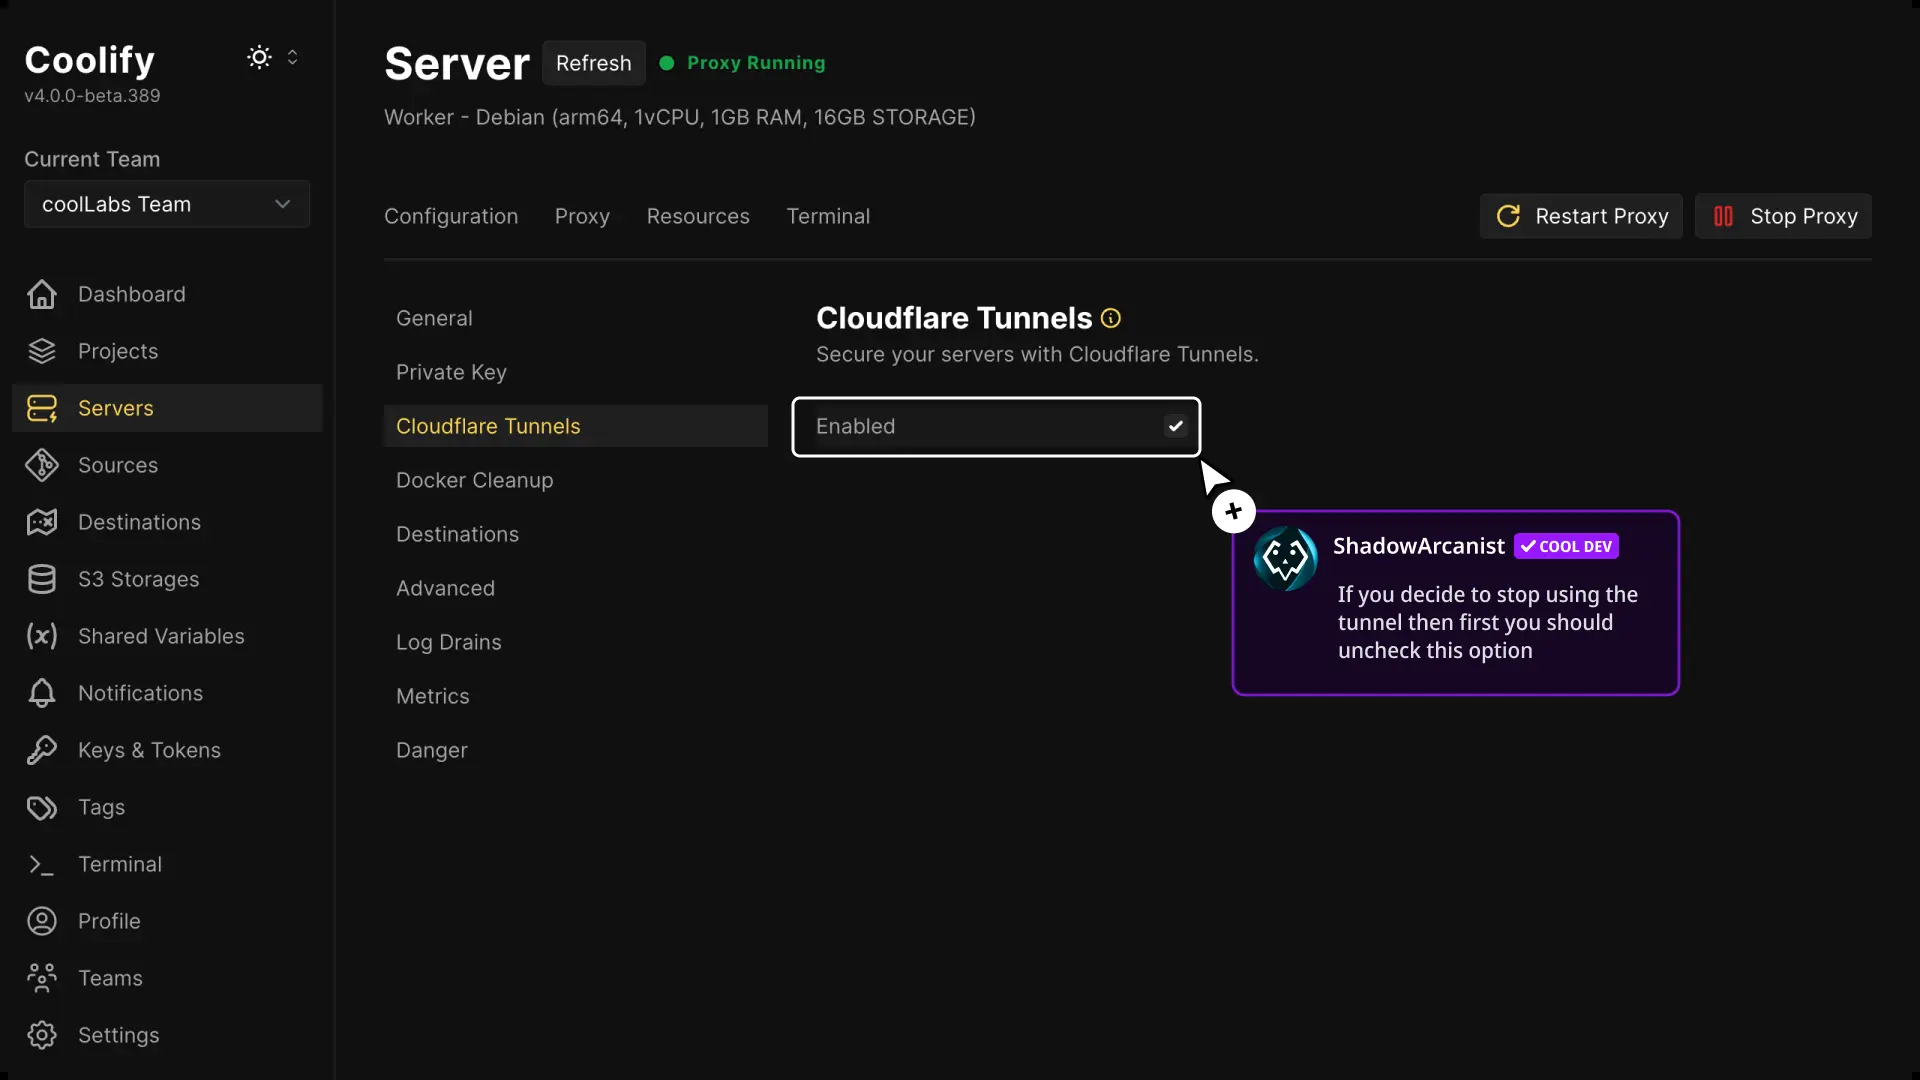 Coolify
v4.0.0-beta.389
Current Team
coolLabs Team
Dashboard
Projects
Servers
Sources
Destinations
S3 Storages
Shared Variables
Notifications
Keys & Tokens
Tags
Terminal
Profile
Teams
Settings
Server
Refresh
Proxy Running
Worker - Debian (arm64, 1vCPU, 1GB RAM, 16GB STORAGE)
Configuration
Proxy
Resources
Terminal
Restart Proxy
Stop Proxy
General
Private Key
Cloudflare Tunnels
Docker Cleanup
Destinations
Advanced
Log Drains
Metrics
Danger
Cloudflare Tunnels
Secure your servers with Cloudflare Tunnels.
Enabled
ShadowArcanist
COOL DEV
If you decide to stop using the
tunnel then first you should
uncheck this option